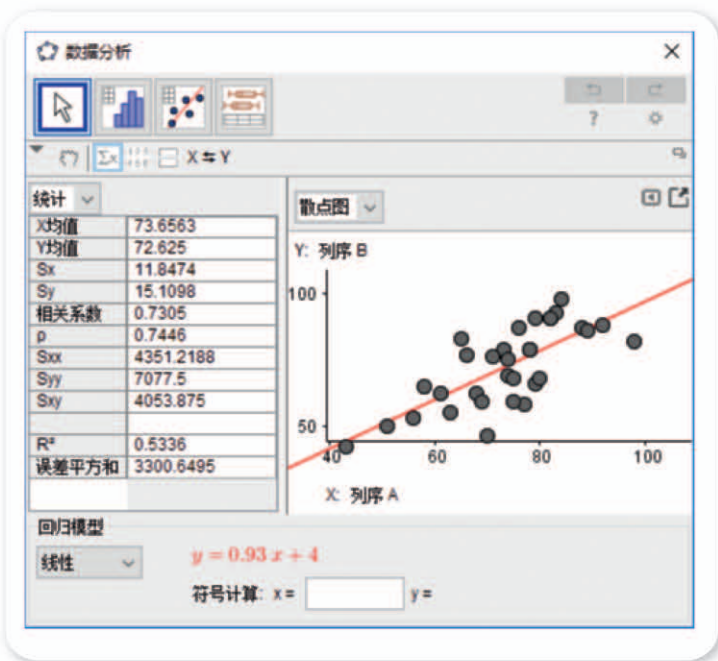 数据分析
?
Σx X ⇆ Y
统计
X均值 73.6563
Y均值 72.625
Sx 11.8474
Sy 15.1098
相关系数 0.7305
ρ 0.7446
Sxx 4351.2188
Syy 7077.5
Sxy 4053.875
R² 0.5336
误差平方和 3300.6495
散点图
Y: 列序 B
100
50
40 60 80 100
X: 列序 A
回归模型
线性
y = 0.93 x + 4
符号计算: x = y =